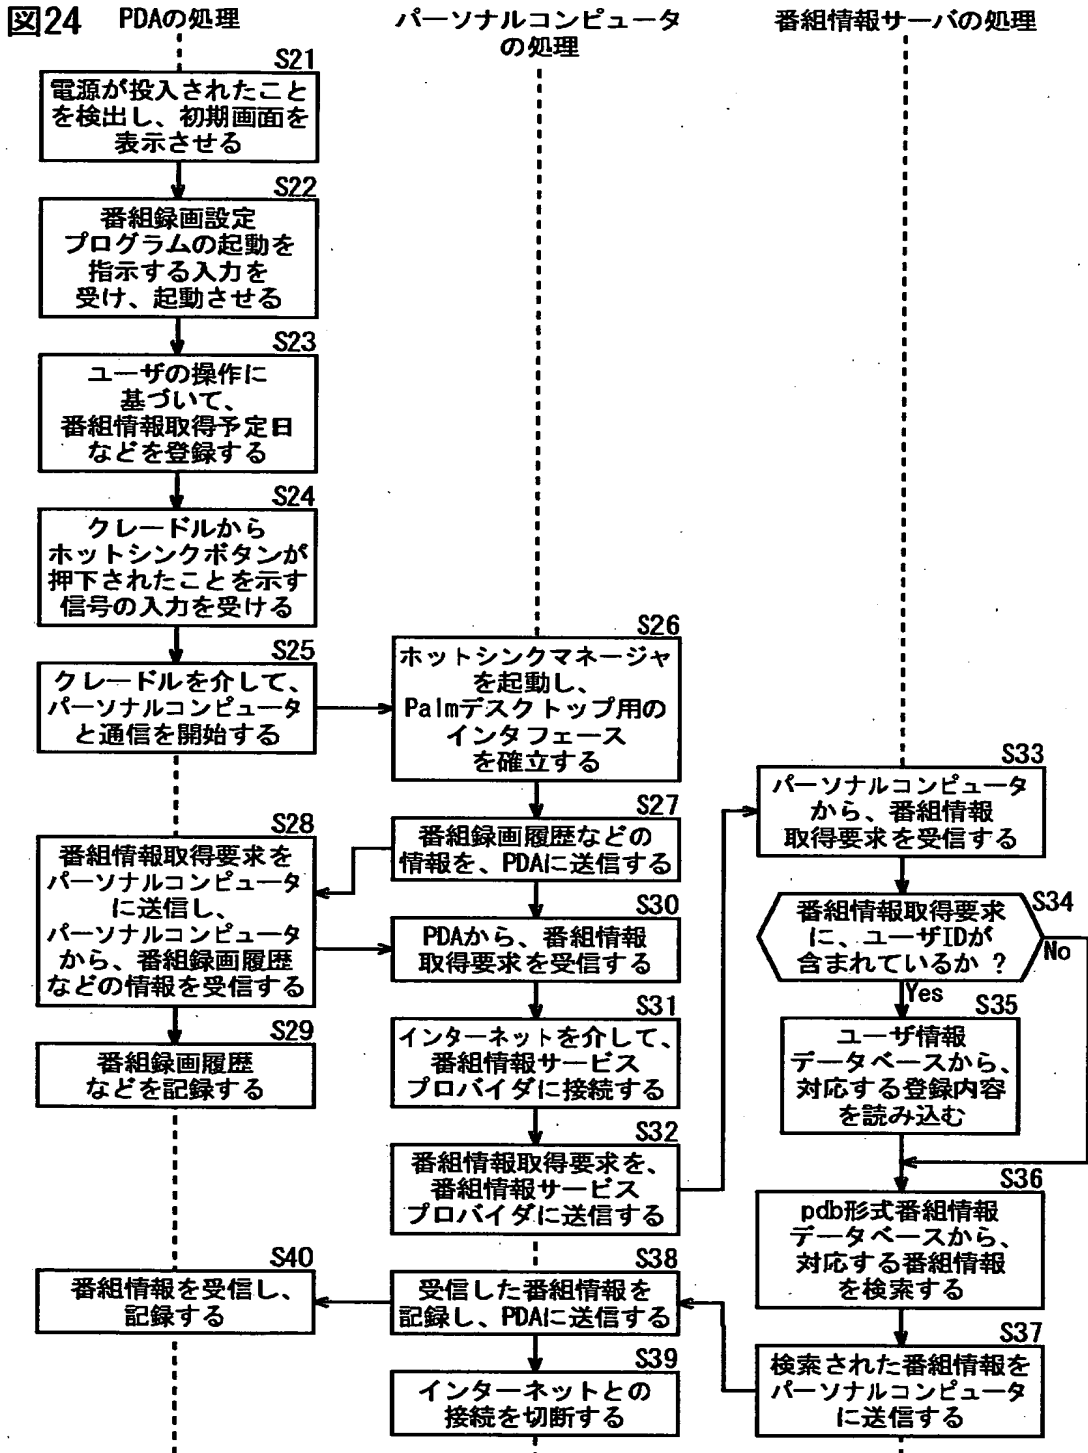 図24
PDAの処理
S21
電源が投入されたこと
を検出し、初期画面を
表示させる
S22
番組録画設定
プログラムの起動を
指示する入力を
受け、起動させる
S23
ユーザの操作に
基づいて、
番組情報取得予定日
などを登録する
S24
クレードルから
ホットシンクボタンが
押下されたことを示す
信号の入力を受ける
S25
クレードルを介して、
パーソナルコンピュータ
と通信を開始する
S28
番組情報取得要求を
パーソナルコンピュータ
に送信し、
パーソナルコンピュータ
から、番組録画履歴
などの情報を受信する
S29
番組録画履歴
などを記録する
S40
番組情報を受信し、
記録する
パーソナルコンピュータ
の処理
S26
ホットシンクマネージャ
を起動し、
Palmデスクトップ用の
インタフェース
を確立する
S27
番組録画履歴などの
情報を、PDAに送信する
S30
PDAから、番組情報
取得要求を受信する
S31
インターネットを介して、
番組情報サービス
プロバイダに接続する
S32
番組情報取得要求を、
番組情報サービス
プロバイダに送信する
S38
受信した番組情報を
記録し、PDAに送信する
S39
インターネットとの
接続を切断する
番組情報サーバの処理
S33
パーソナルコンピュータ
から、番組情報
取得要求を受信する
S34
番組情報取得要求
に、ユーザIDが
含まれているか？
No
Yes
S35
ユーザ情報
データベースから、
対応する登録内容
を読み込む
S36
pdb形式番組情報
データベースから、
対応する番組情報
を検索する
S37
検索された番組情報を
パーソナルコンピュータ
に送信する